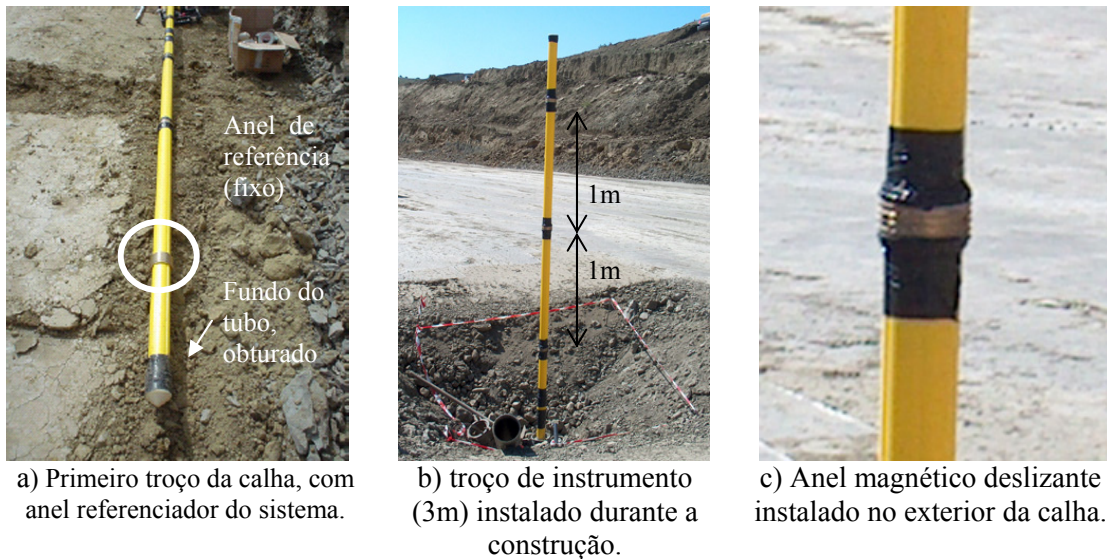 Anel de
referência
(fixo)
Fundo do
tubo,
obturado
1m
1m
a) Primeiro troço da calha, com
anel referenciador do sistema.
b) troço de instrumento
(3m) instalado durante a
construção.
c) Anel magnético deslizante
instalado no exterior da calha.